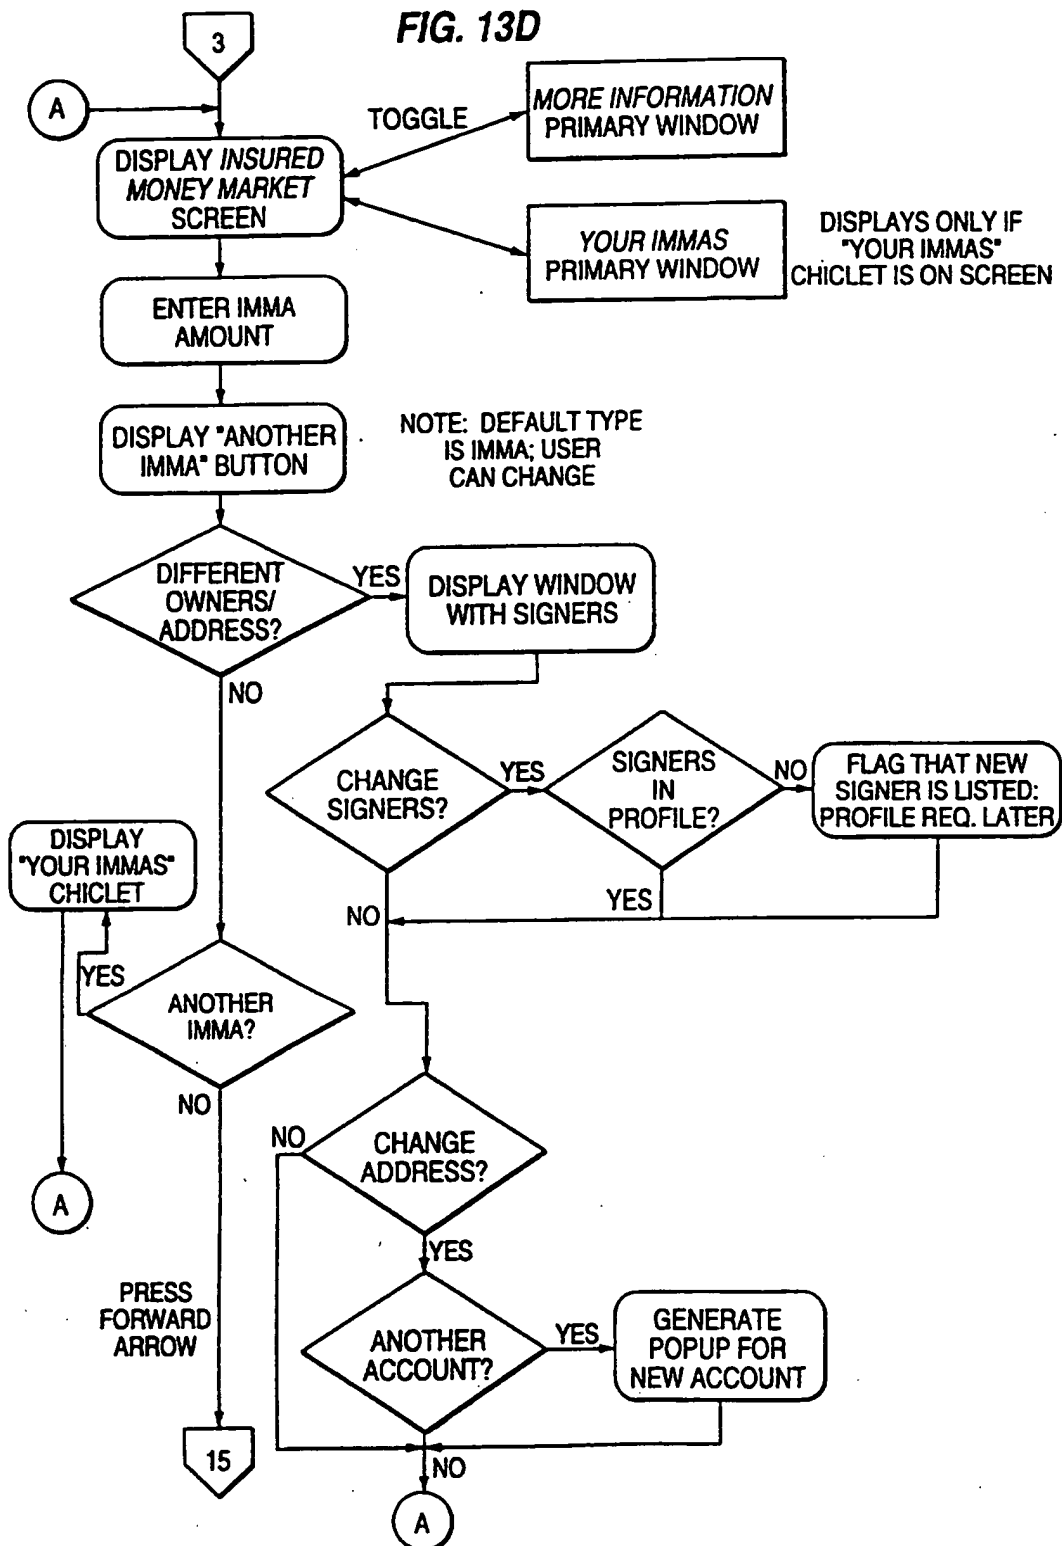 FIG. 13D
3
A
TOGGLE
MORE INFORMATION
PRIMARY WINDOW
DISPLAY INSURED
MONEY MARKET
SCREEN
YOUR IMMAS
PRIMARY WINDOW
DISPLAYS ONLY IF
"YOUR IMMAS"
CHICLET IS ON SCREEN
ENTER IMMA
AMOUNT
DISPLAY "ANOTHER
IMMA" BUTTON
NOTE: DEFAULT TYPE
IS IMMA; USER
CAN CHANGE
DIFFERENT
OWNERS/
ADDRESS?
YES
DISPLAY WINDOW
WITH SIGNERS
NO
CHANGE
SIGNERS?
YES
SIGNERS
IN
PROFILE?
NO
FLAG THAT NEW
SIGNER IS LISTED:
PROFILE REQ. LATER
DISPLAY
"YOUR IMMAS"
CHICLET
NO
YES
YES
ANOTHER
IMMA?
NO
NO
CHANGE
ADDRESS?
A
YES
PRESS
FORWARD
ARROW
ANOTHER
ACCOUNT?
YES
GENERATE
POPUP FOR
NEW ACCOUNT
15
NO
A